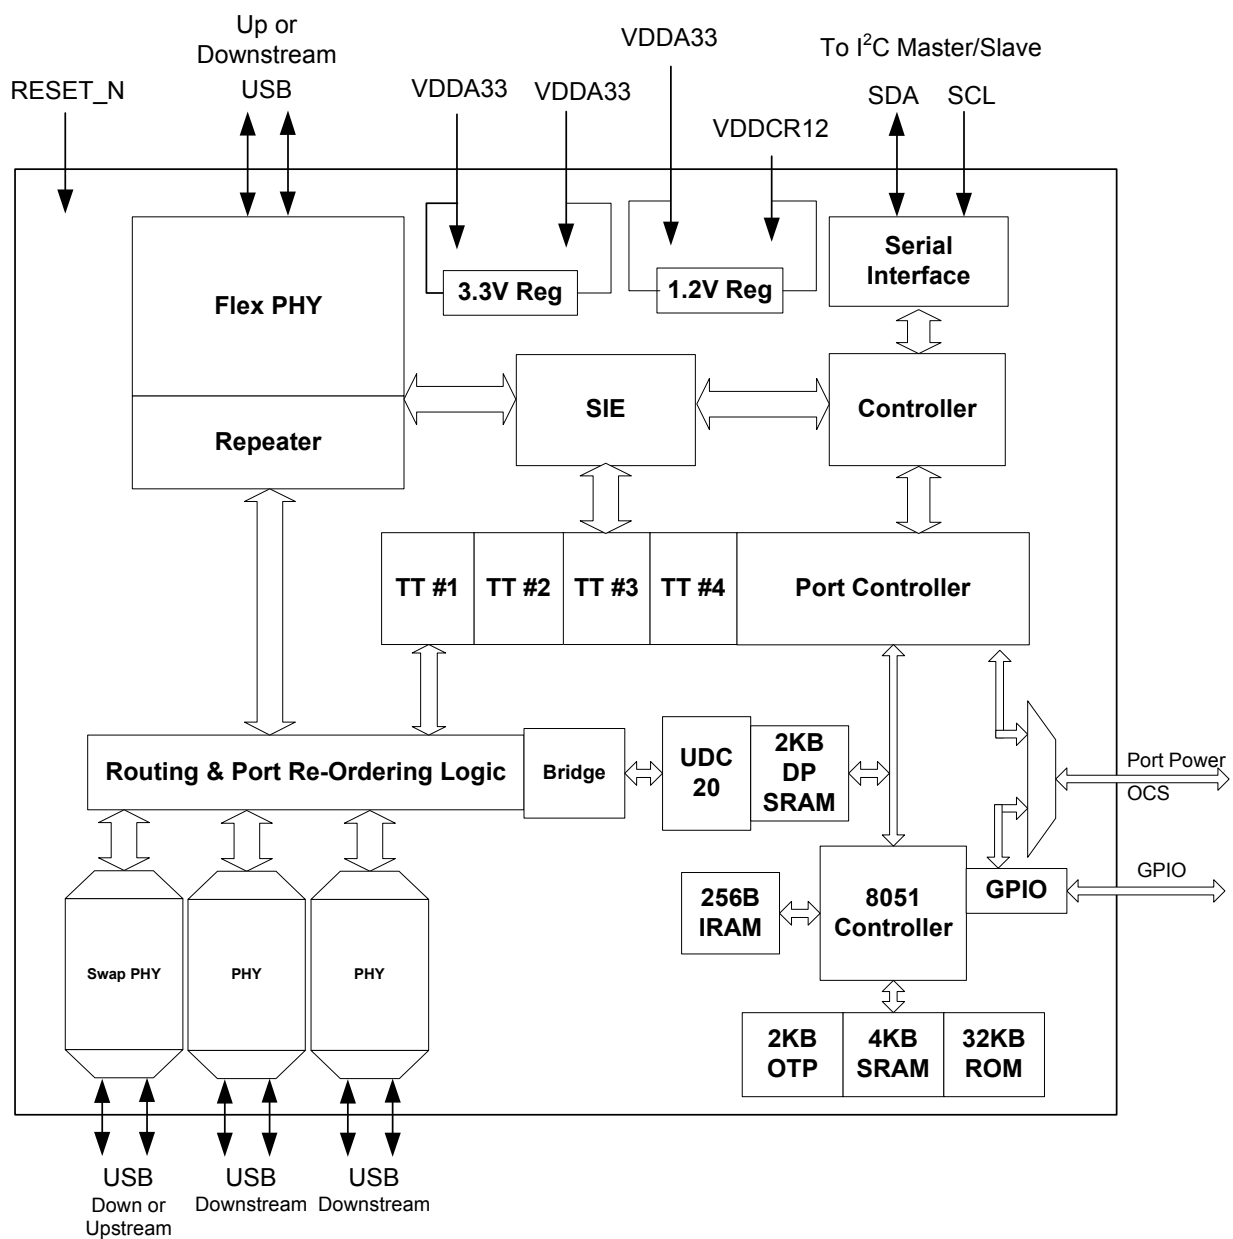 Up or
Downstream
USB
RESET_N
VDDA33
VDDA33
VDDA33
VDDCR12
To I²C Master/Slave
SDA
SCL
Flex PHY
Repeater
3.3V Reg
1.2V Reg
Serial
Interface
SIE
Controller
TT #1
TT #2
TT #3
TT #4
Port Controller
Routing & Port Re-Ordering Logic
Bridge
UDC
20
2KB
DP
SRAM
Port Power
OCS
GPIO
GPIO
256B
IRAM
8051
Controller
Swap PHY
PHY
PHY
2KB
OTP
4KB
SRAM
32KB
ROM
USB
Down or
Upstream
USB
Downstream
USB
Downstream